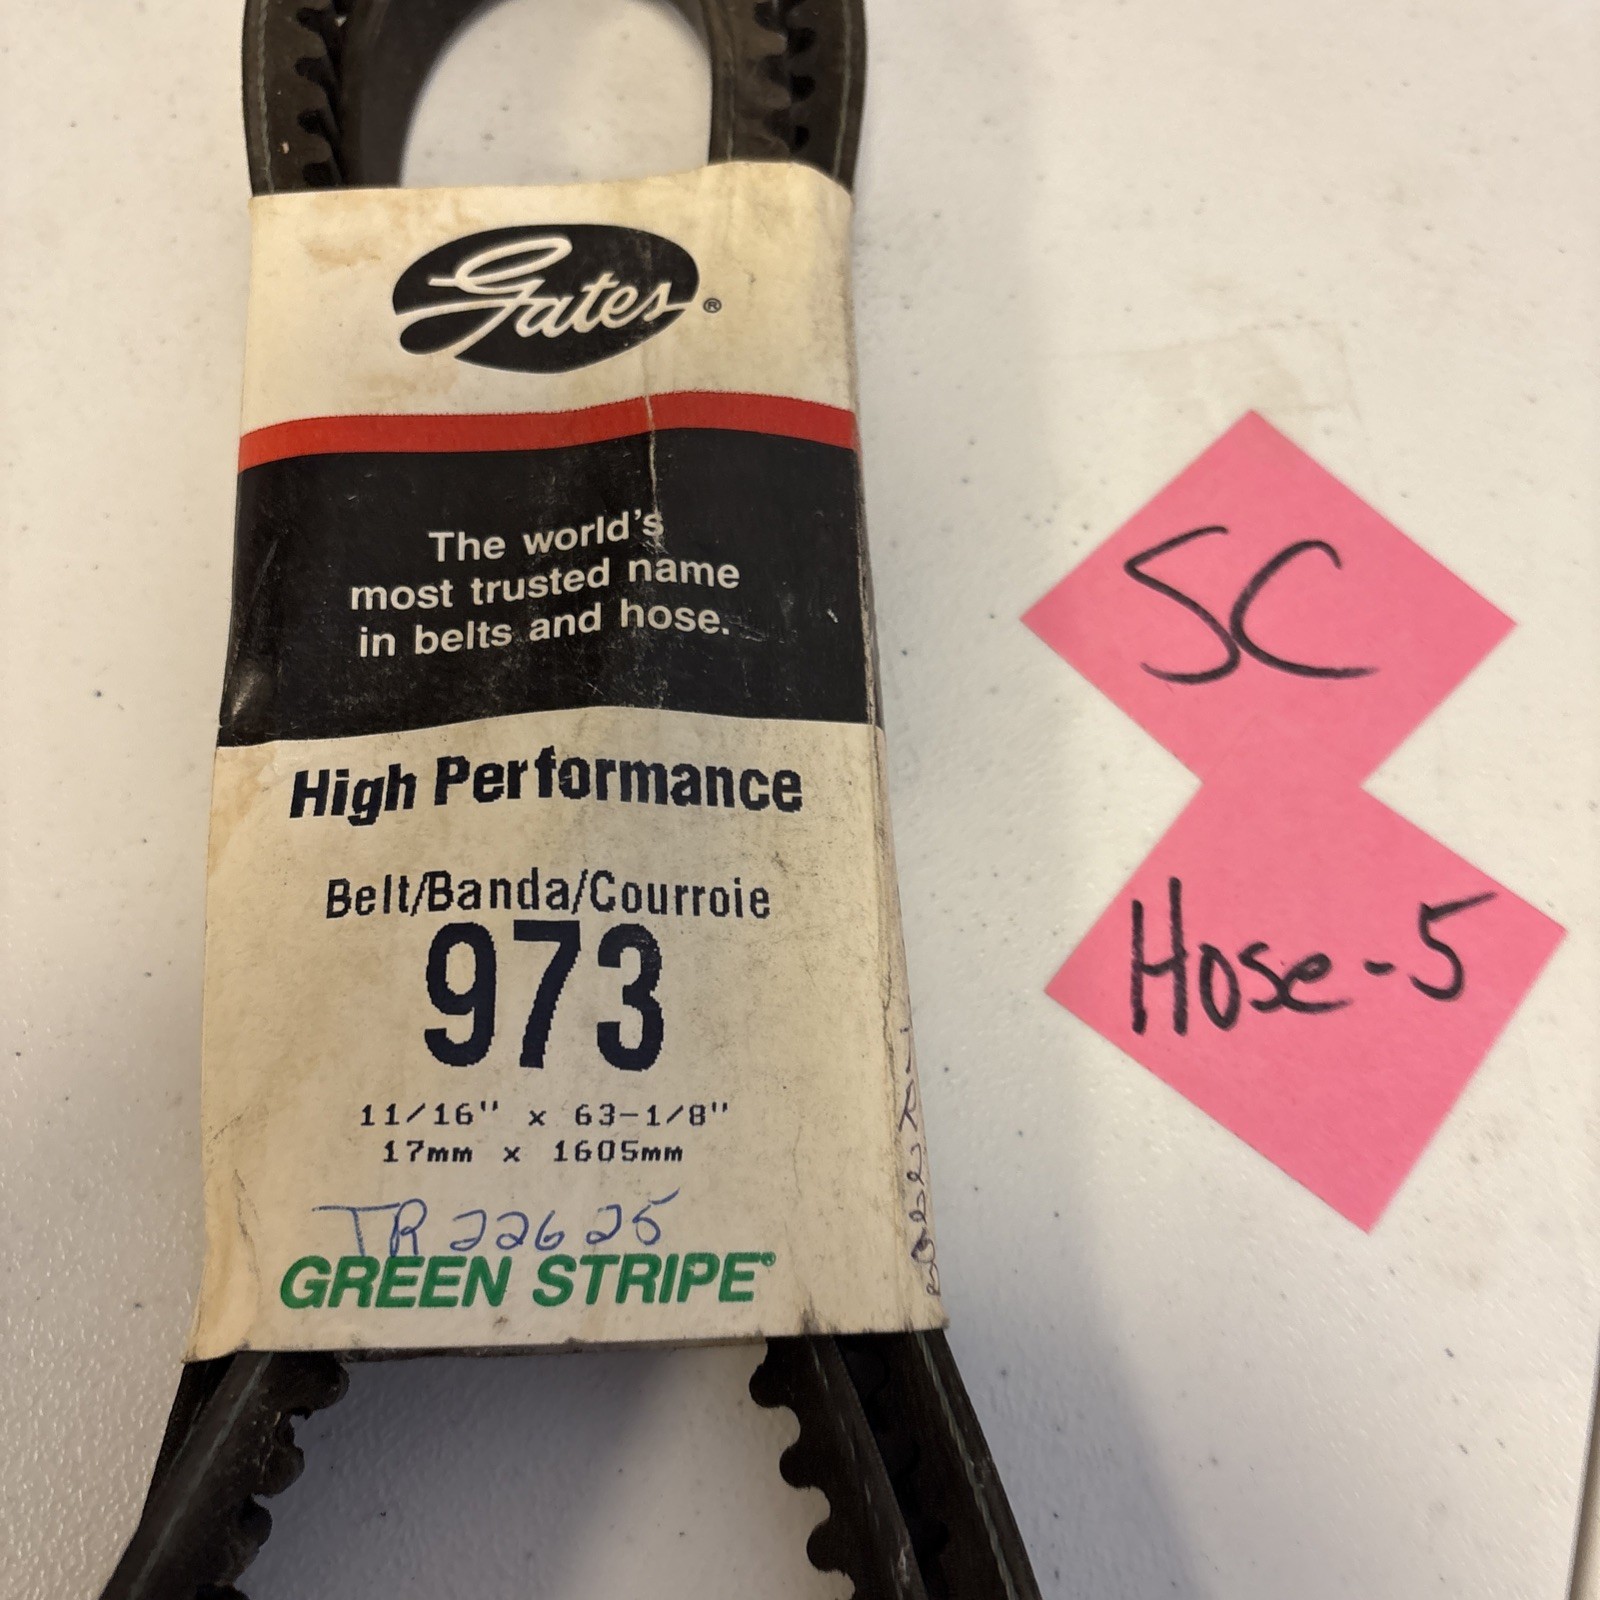 Gates®
The world's
most trusted name
in belts and hose.
High Performance
Belt/Banda/Courroie
973
11/16" x 63-1/8"
17mm x 1605mm
TR 22625
GREEN STRIPE®
SC
Hose-5